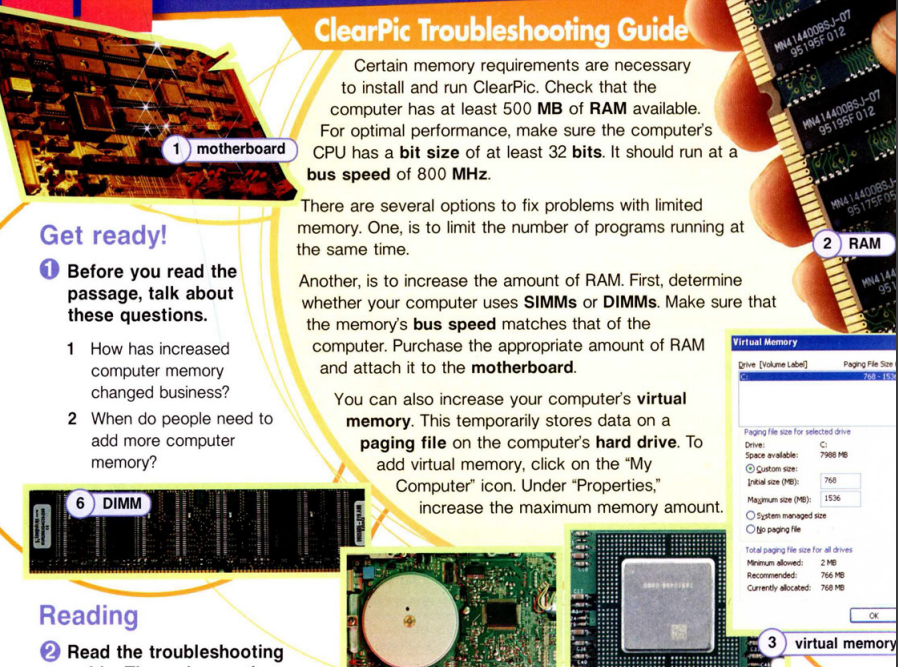 ClearPic Troubleshooting Guide
Certain memory requirements are necessary
to install and run ClearPic. Check that the
computer has at least 500 MB of RAM available.
For optimal performance, make sure the computer's
CPU has a bit size of at least 32 bits. It should run at a
bus speed of 800 MHz.
There are several options to fix problems with limited
memory. One, is to limit the number of programs running at
the same time.
Another, is to increase the amount of RAM. First, determine
whether your computer uses SIMMs or DIMMs. Make sure that
the memory's bus speed matches that of the
computer. Purchase the appropriate amount of RAM
and attach it to the motherboard.
You can also increase your computer's virtual
memory. This temporarily stores data on a
paging file on the computer's hard drive. To
add virtual memory, click on the "My
Computer" icon. Under "Properties,"
increase the maximum memory amount.
1 motherboard
Get ready!
1 Before you read the
passage, talk about
these questions.
1 How has increased
computer memory
changed business?
2 When do people need to
add more computer
memory?
6 DIMM
Reading
2 Read the troubleshooting
MN414400BSJ-07
95195F012
MN414400BSJ-07
95195F012
MN414400BSJ-
95175F05
MN4144
951
2 RAM
Virtual Memory
Drive [Volume Label] Paging File Size
C: 768 - 1536
Paging file size for selected drive
Drive: C:
Space available: 7988 MB
Custom size:
Initial size (MB): 768
Maximum size (MB): 1536
System managed size
No paging file
Total paging file size for all drives
Minimum allowed: 2 MB
Recommended: 766 MB
Currently allocated: 768 MB
OK
3 virtual memory